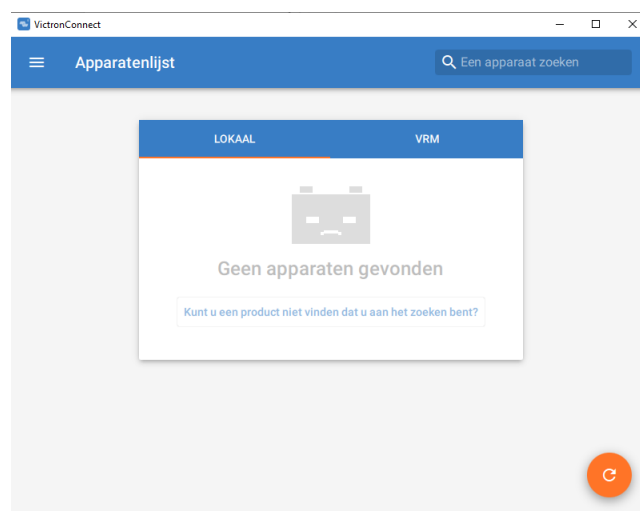 VictronConnect
Apparatenlijst
Een apparaat zoeken
LOKAAL
VRM
Geen apparaten gevonden
Kunt u een product niet vinden dat u aan het zoeken bent?